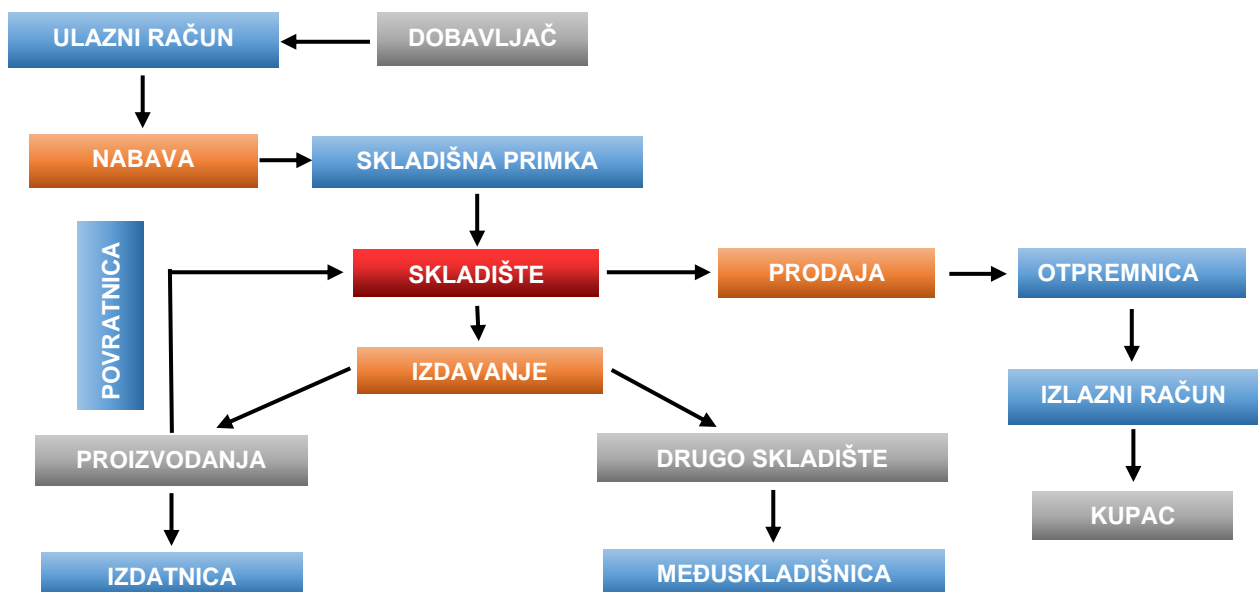 ULAZNI RAČUN
DOBAVLJAČ
NABAVA
SKLADIŠNA PRIMKA
POVRATNICA
SKLADIŠTE
PRODAJA
OTPREMNICA
IZDAVANJE
IZLAZNI RAČUN
PROIZVODANJA
DRUGO SKLADIŠTE
KUPAC
IZDATNICA
MEĐUSKLADIŠNICA